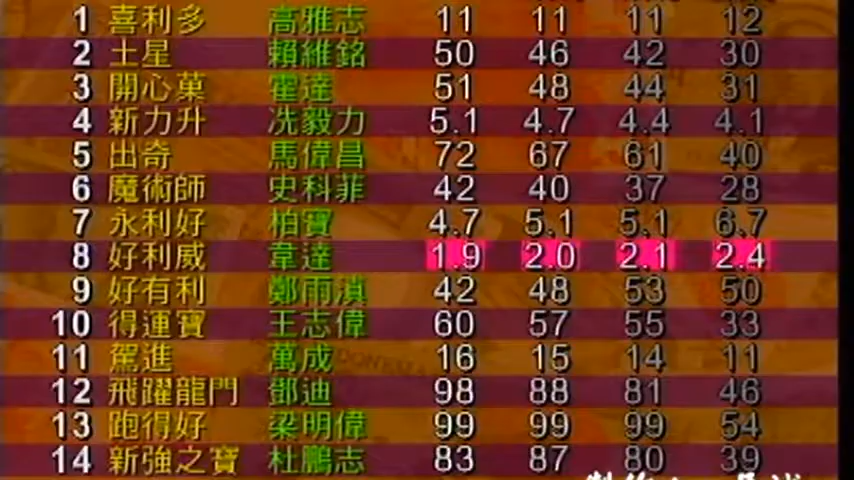 1 喜利多 高雅志 11 11 11 12
2 土星 賴維銘 50 46 42 30
3 開心菓 霍達 51 48 44 31
4 新力升 冼毅力 5.1 4.7 4.4 4.1
5 出奇 馬偉昌 72 67 61 40
6 魔術師 史科菲 42 40 37 28
7 永利好 柏寶 4.7 5.1 5.1 6.7
8 好利威 韋達 1.9 2.0 2.1 2.4
9 好有利 鄭雨滇 42 48 53 50
10 得運寶 王志偉 60 57 55 33
11 駕進 萬成 16 15 14 11
12 飛躍龍門 鄧迪 98 88 81 46
13 跑得好 梁明偉 99 99 99 54
14 新強之寶 杜鵬志 83 87 80 39